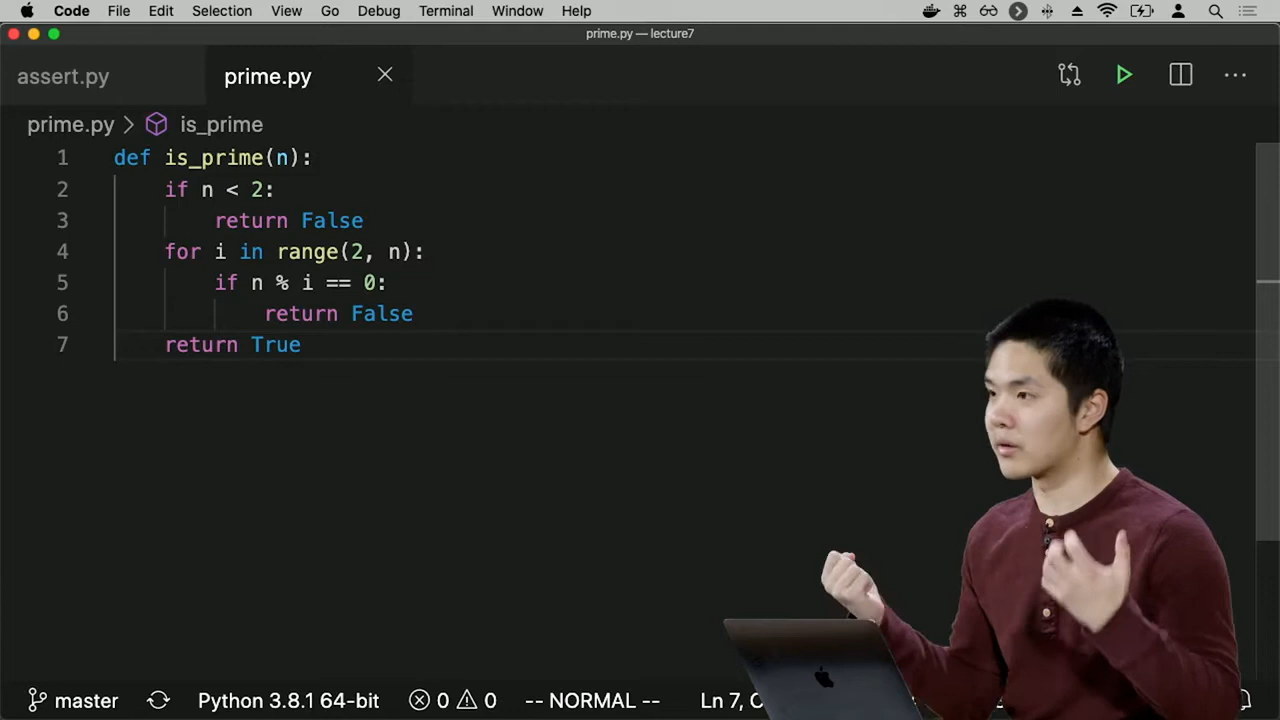 Code File Edit Selection View Go Debug Terminal Window Help
prime.py — lecture7
assert.py prime.py
prime.py > is_prime
1 def is_prime(n):
2     if n < 2:
3         return False
4     for i in range(2, n):
5         if n % i == 0:
6             return False
7     return True
master Python 3.8.1 64-bit 0 0 -- NORMAL -- Ln 7,